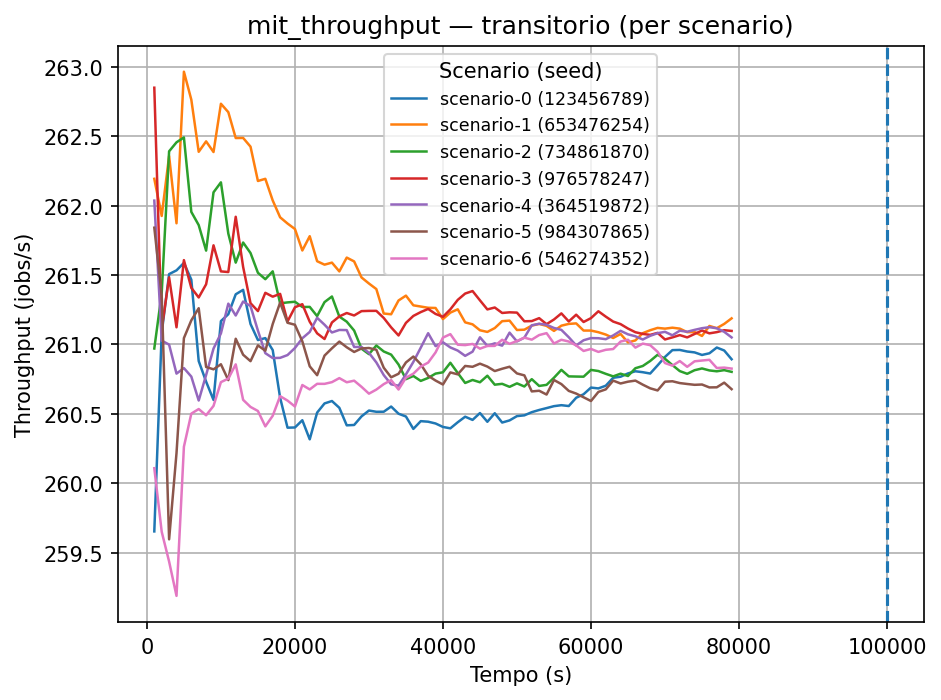 mit_throughput — transitorio (per scenario)
Throughput (jobs/s)
263.0
262.5
262.0
261.5
261.0
260.5
260.0
259.5
Scenario (seed)
scenario-0 (123456789)
scenario-1 (653476254)
scenario-2 (734861870)
scenario-3 (976578247)
scenario-4 (364519872)
scenario-5 (984307865)
scenario-6 (546274352)
0 20000 40000 60000 80000 100000
Tempo (s)